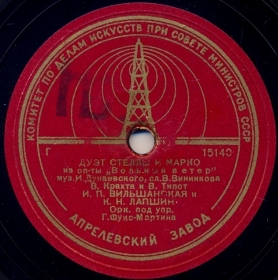 КОМИТЕТ ПО ДЕЛАМ ИСКУССТВ ПРИ СОВЕТЕ МИНИСТРОВ СССР
Г 15140
ДУЭТ СТЕЛЛЫ И МАРКО
из оп-ты „Вольный ветер"
муз. И. Дунаевского, сл. В. Винникова
В. Крахта и В. Типот
И. П. ВИЛЬШАНСКАЯ и
К. Н. ЛАПШИН
Орк. под упр.
Г. Фукс-Мартина
АПРЕЛЕВСКИЙ ЗАВОД